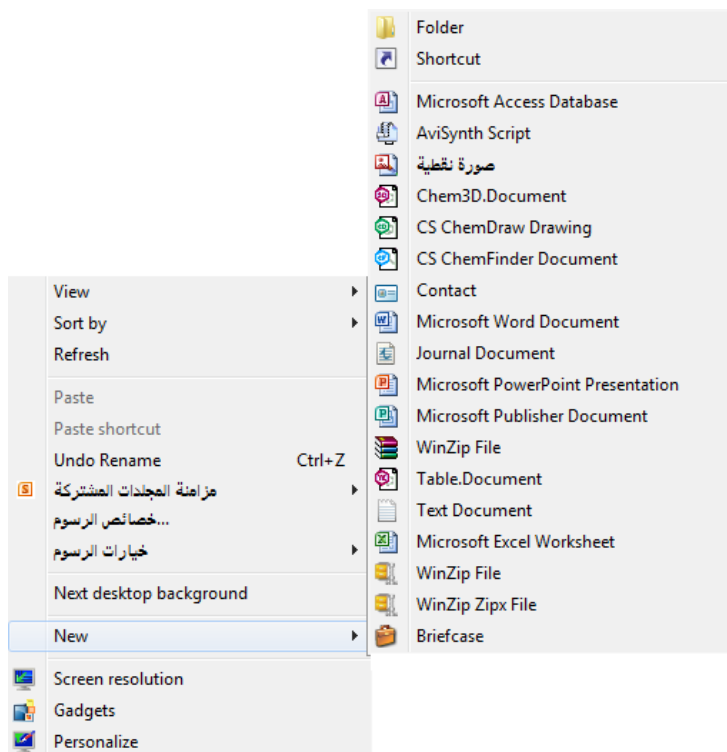 Folder
Shortcut
Microsoft Access Database
AviSynth Script
صورة نقطية
Chem3D.Document
CS ChemDraw Drawing
CS ChemFinder Document
Contact
Microsoft Word Document
Journal Document
Microsoft PowerPoint Presentation
Microsoft Publisher Document
WinZip File
Table.Document
Text Document
Microsoft Excel Worksheet
WinZip File
WinZip Zipx File
Briefcase
View
Sort by
Refresh
Paste
Paste shortcut
Undo Rename Ctrl+Z
مزامنة المجلدات المشتركة
خصائص الرسوم...
خيارات الرسوم
Next desktop background
New
Screen resolution
Gadgets
Personalize